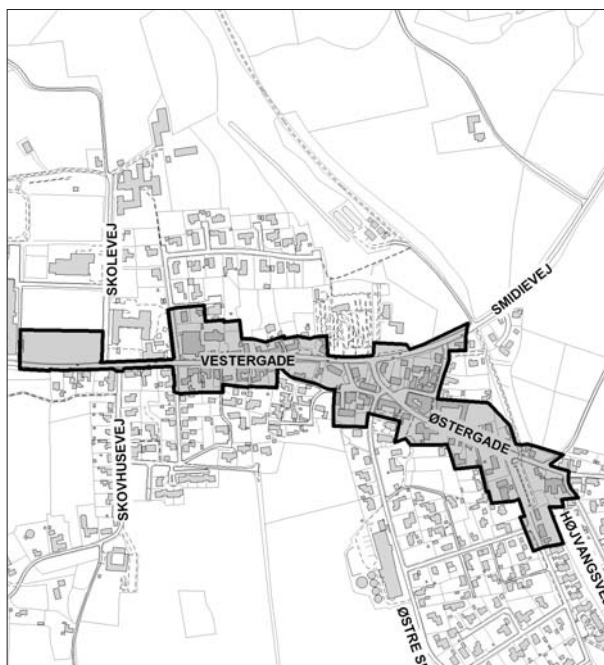 SMIDIEVEJ
SKOLEVEJ
VESTERGADE
ØSTERGADE
SKOVHUSEVEJ
HØJVANGSVE
ØSTRE S